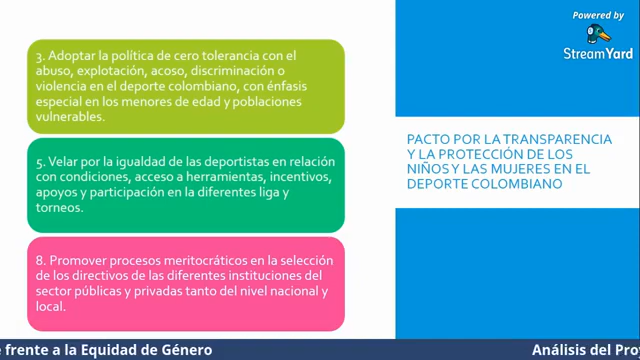 Powered by
StreamYard
3. Adoptar la política de cero tolerancia con el
abuso, explotación, acoso, discriminación o
violencia en el deporte colombiano, con énfasis
especial en los menores de edad y poblaciones
vulnerables.
5. Velar por la igualdad de las deportistas en relación
con condiciones, acceso a herramientas, incentivos,
apoyos y participación en la diferentes liga y
torneos.
8. Promover procesos meritocráticos en la selección
de los directivos de las diferentes instituciones del
sector públicas y privadas tanto del nivel nacional y
local.
PACTO POR LA TRANSPARENCIA
Y LA PROTECCIÓN DE LOS
NIÑOS Y LAS MUJERES EN EL
DEPORTE COLOMBIANO
e frente a la Equidad de Género
Análisis del Pro